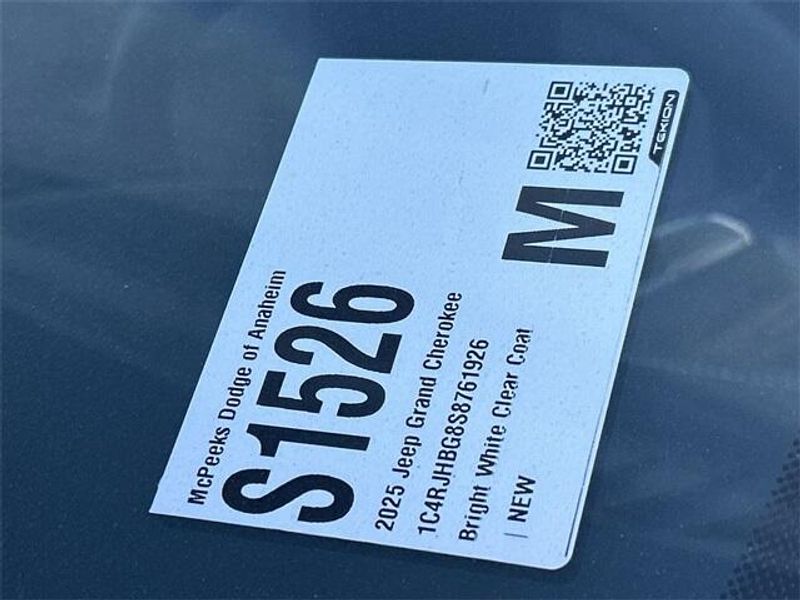 McPeeks Dodge of Anaheim
S1526
2025 Jeep Grand Cherokee
1C4RJHBG8S8761926
Bright White Clear Coat
| NEW
M
TEKION